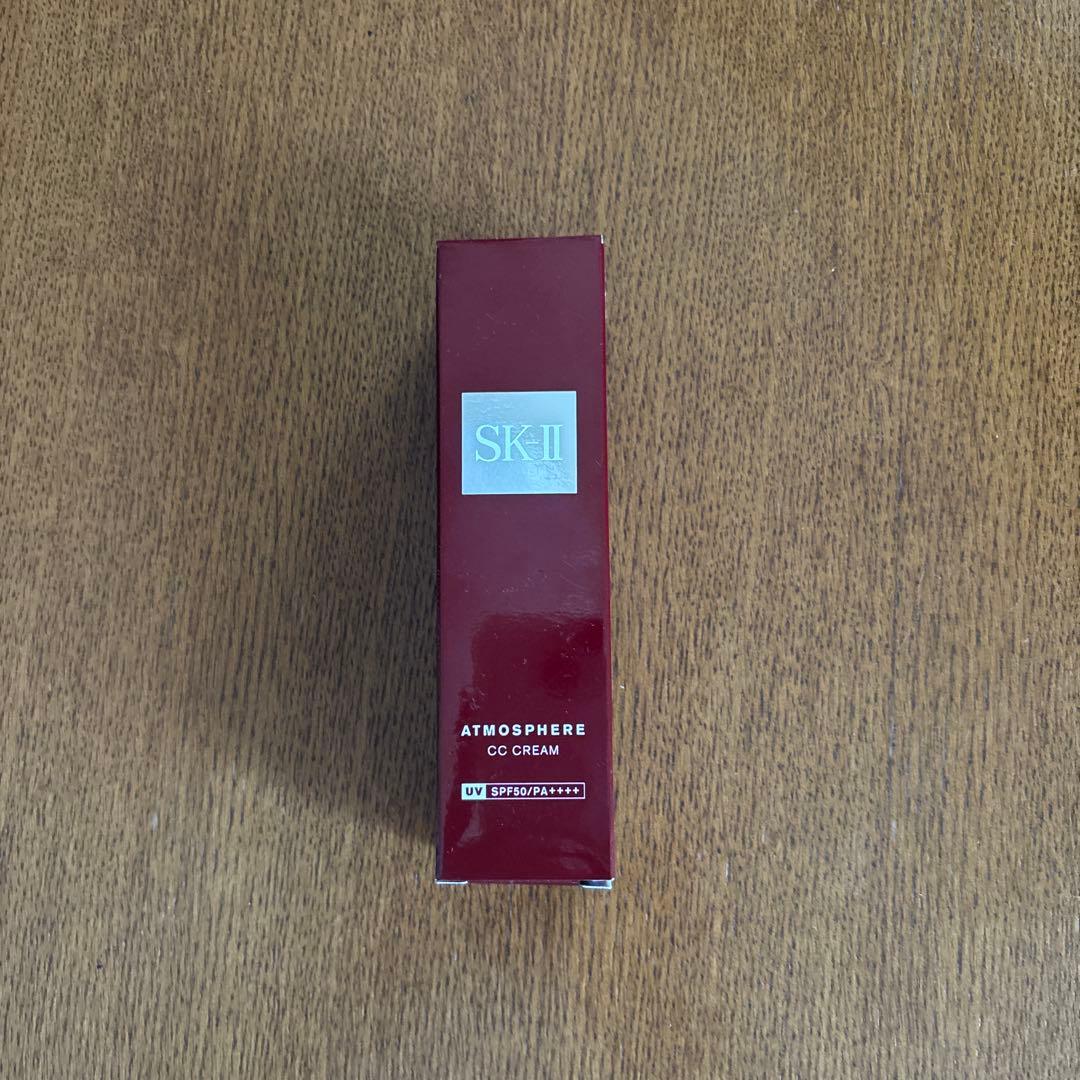 SK-II
ATMOSPHERE
CC CREAM
UV SPF50/PA++++